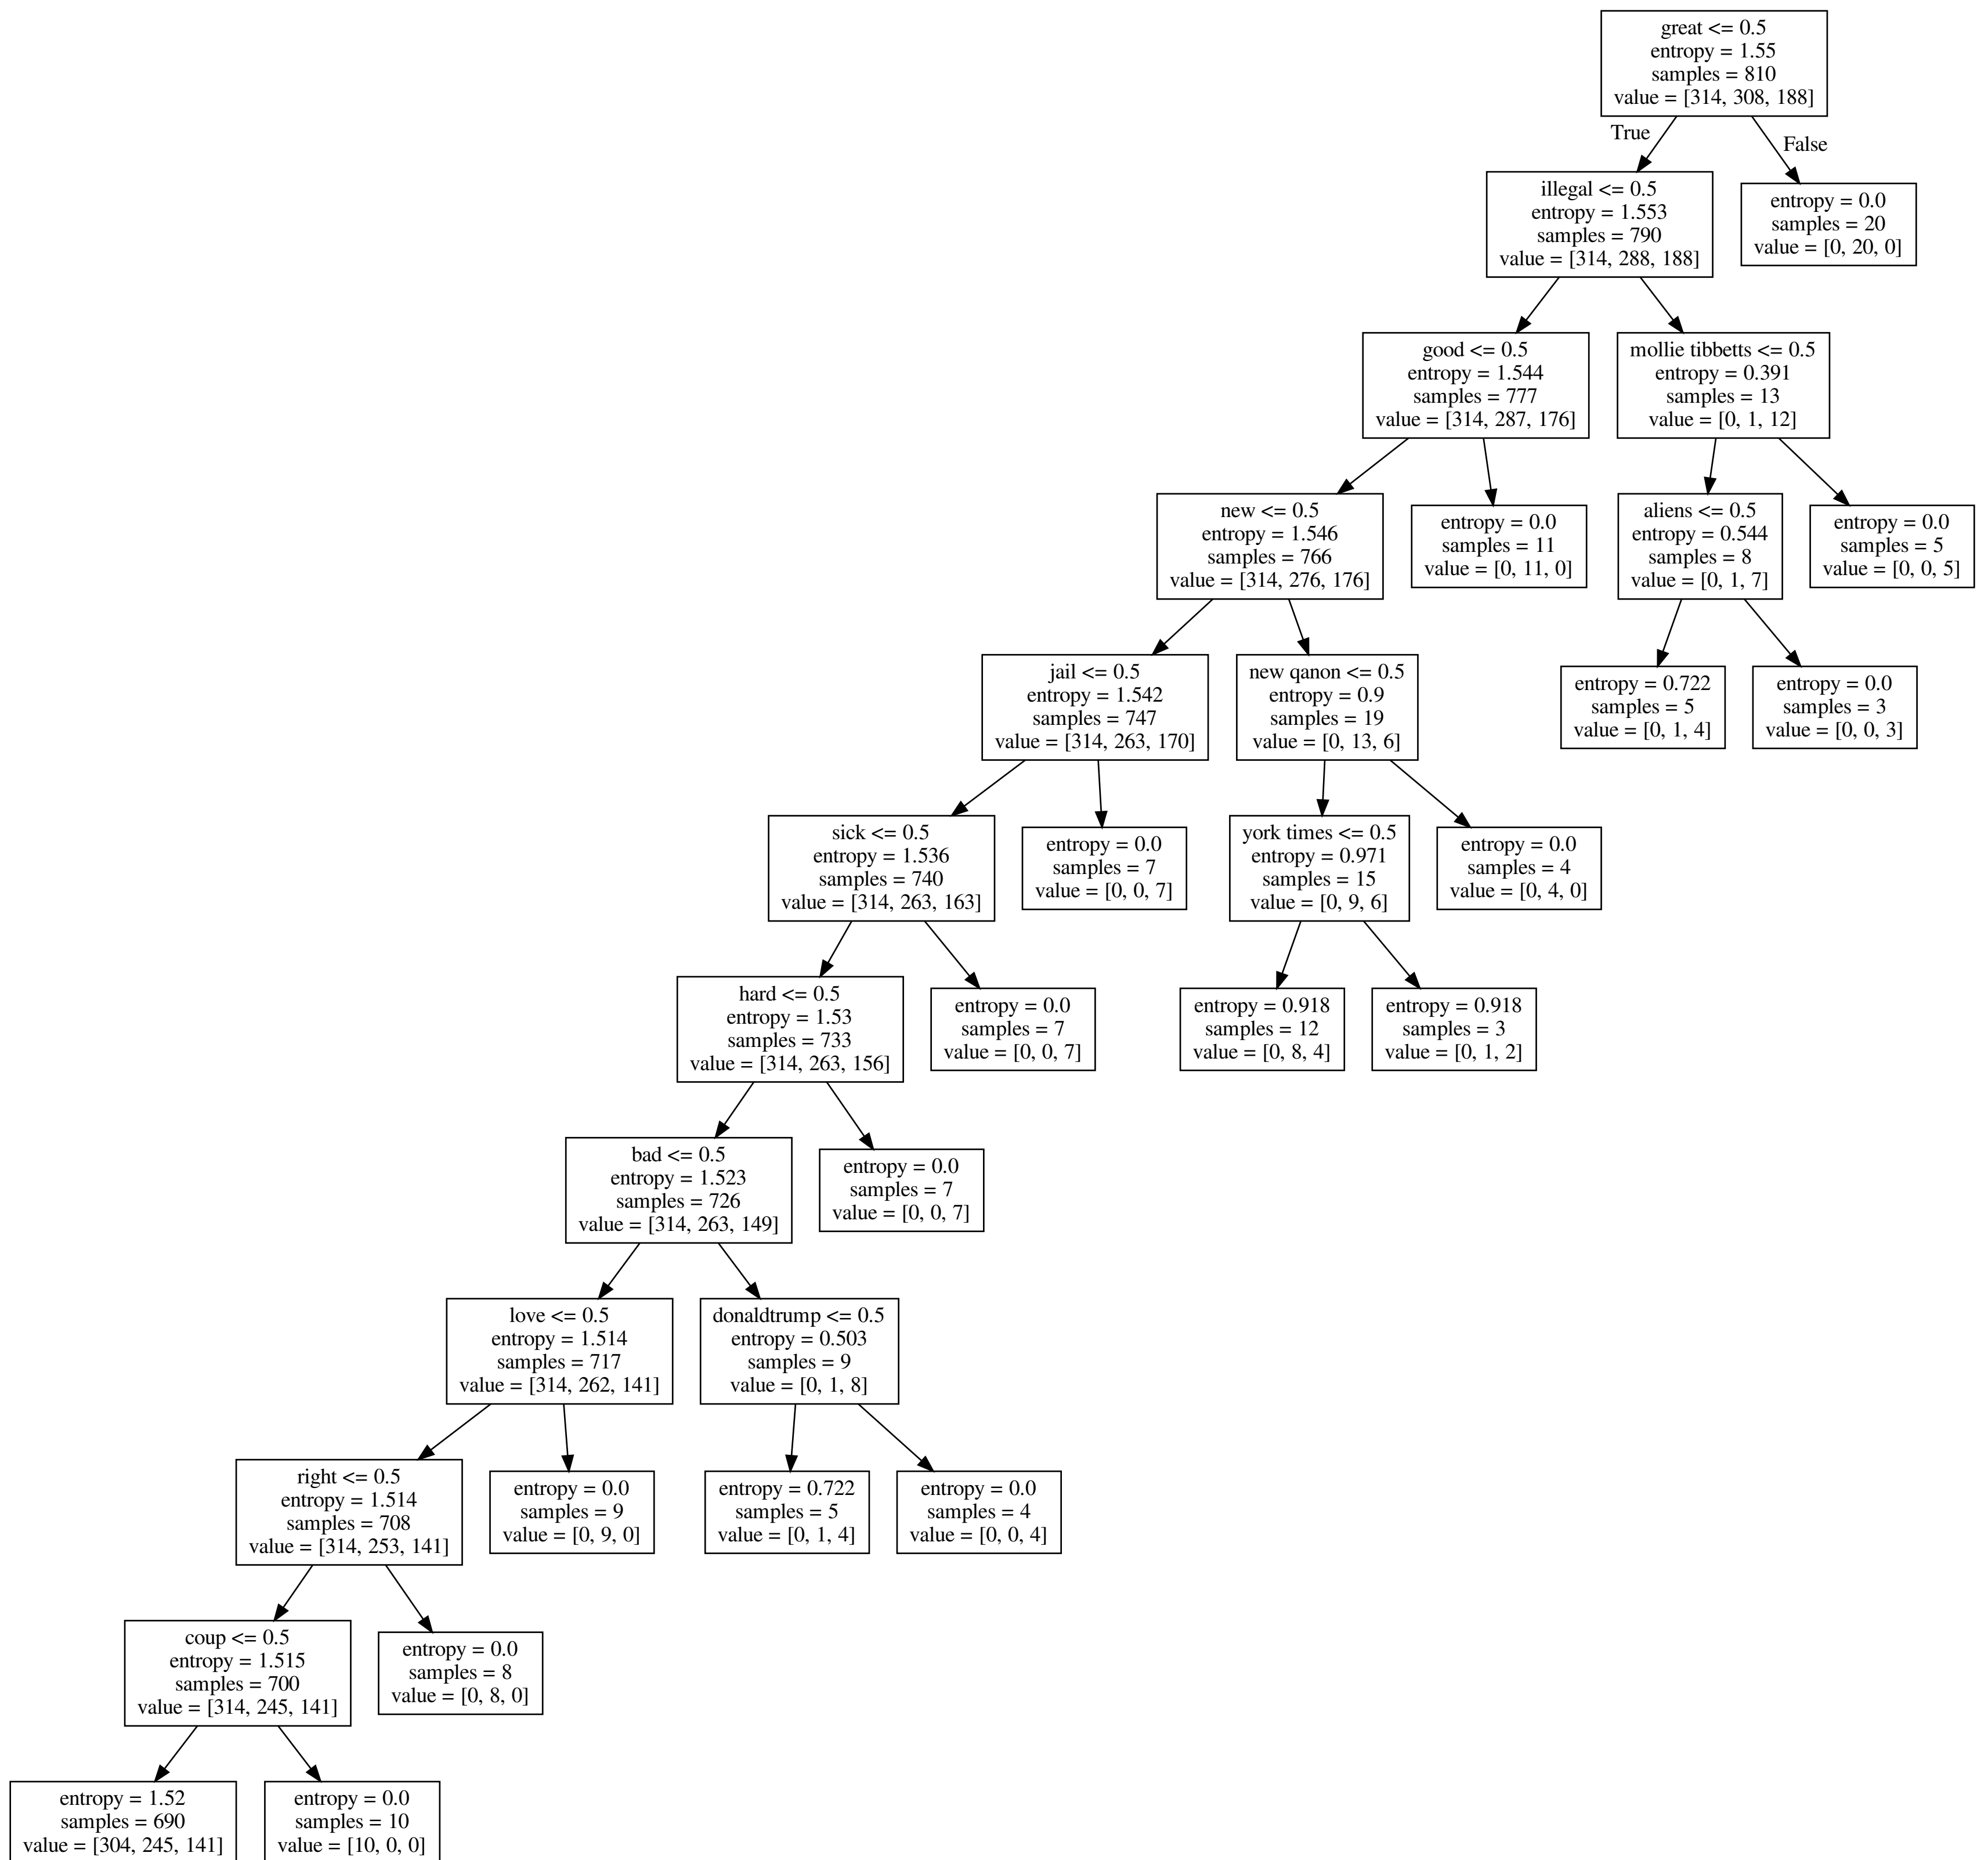 great <= 0.5
entropy = 1.55
samples = 810
value = [314, 308, 188]
True
False
illegal <= 0.5
entropy = 1.553
samples = 790
value = [314, 288, 188]
entropy = 0.0
samples = 20
value = [0, 20, 0]
good <= 0.5
entropy = 1.544
samples = 777
value = [314, 287, 176]
mollie tibbetts <= 0.5
entropy = 0.391
samples = 13
value = [0, 1, 12]
new <= 0.5
entropy = 1.546
samples = 766
value = [314, 276, 176]
entropy = 0.0
samples = 11
value = [0, 11, 0]
aliens <= 0.5
entropy = 0.544
samples = 8
value = [0, 1, 7]
entropy = 0.0
samples = 5
value = [0, 0, 5]
jail <= 0.5
entropy = 1.542
samples = 747
value = [314, 263, 170]
new qanon <= 0.5
entropy = 0.9
samples = 19
value = [0, 13, 6]
entropy = 0.722
samples = 5
value = [0, 1, 4]
entropy = 0.0
samples = 3
value = [0, 0, 3]
sick <= 0.5
entropy = 1.536
samples = 740
value = [314, 263, 163]
entropy = 0.0
samples = 7
value = [0, 0, 7]
york times <= 0.5
entropy = 0.971
samples = 15
value = [0, 9, 6]
entropy = 0.0
samples = 4
value = [0, 4, 0]
hard <= 0.5
entropy = 1.53
samples = 733
value = [314, 263, 156]
entropy = 0.0
samples = 7
value = [0, 0, 7]
entropy = 0.918
samples = 12
value = [0, 8, 4]
entropy = 0.918
samples = 3
value = [0, 1, 2]
bad <= 0.5
entropy = 1.523
samples = 726
value = [314, 263, 149]
entropy = 0.0
samples = 7
value = [0, 0, 7]
love <= 0.5
entropy = 1.514
samples = 717
value = [314, 262, 141]
donaldtrump <= 0.5
entropy = 0.503
samples = 9
value = [0, 1, 8]
right <= 0.5
entropy = 1.514
samples = 708
value = [314, 253, 141]
entropy = 0.0
samples = 9
value = [0, 9, 0]
entropy = 0.722
samples = 5
value = [0, 1, 4]
entropy = 0.0
samples = 4
value = [0, 0, 4]
coup <= 0.5
entropy = 1.515
samples = 700
value = [314, 245, 141]
entropy = 0.0
samples = 8
value = [0, 8, 0]
entropy = 1.52
samples = 690
value = [304, 245, 141]
entropy = 0.0
samples = 10
value = [10, 0, 0]